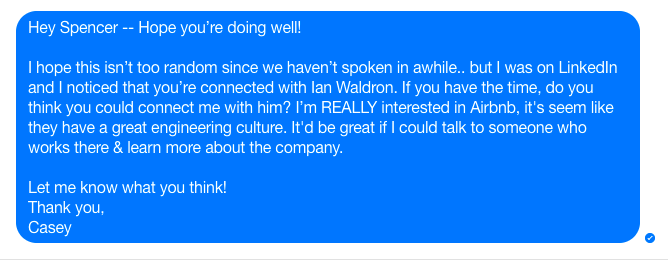 Hey Spencer -- Hope you’re doing well!
I hope this isn’t too random since we haven’t spoken in awhile.. but I was on LinkedIn
and I noticed that you’re connected with Ian Waldron. If you have the time, do you
think you could connect me with him? I’m REALLY interested in Airbnb, it's seem like
they have a great engineering culture. It'd be great if I could talk to someone who
works there & learn more about the company.
Let me know what you think!
Thank you,
Casey